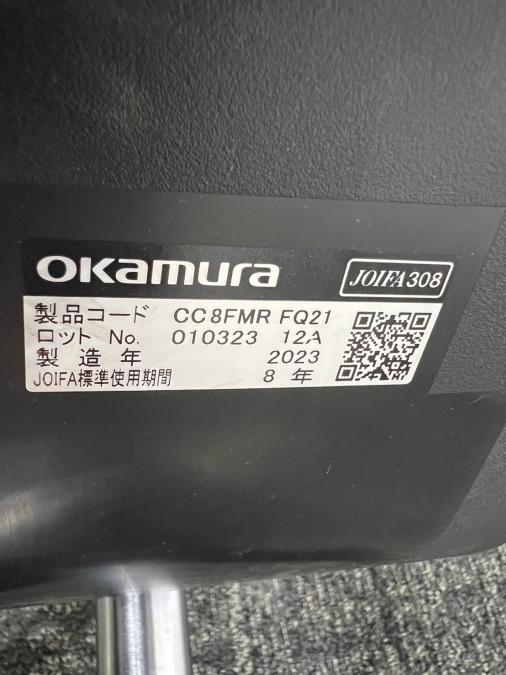 okamura
JOIFA308
製品コード CC8FMR FQ21
ロット No. 010323 12A
製造年 2023
JOIFA標準使用期間 8年